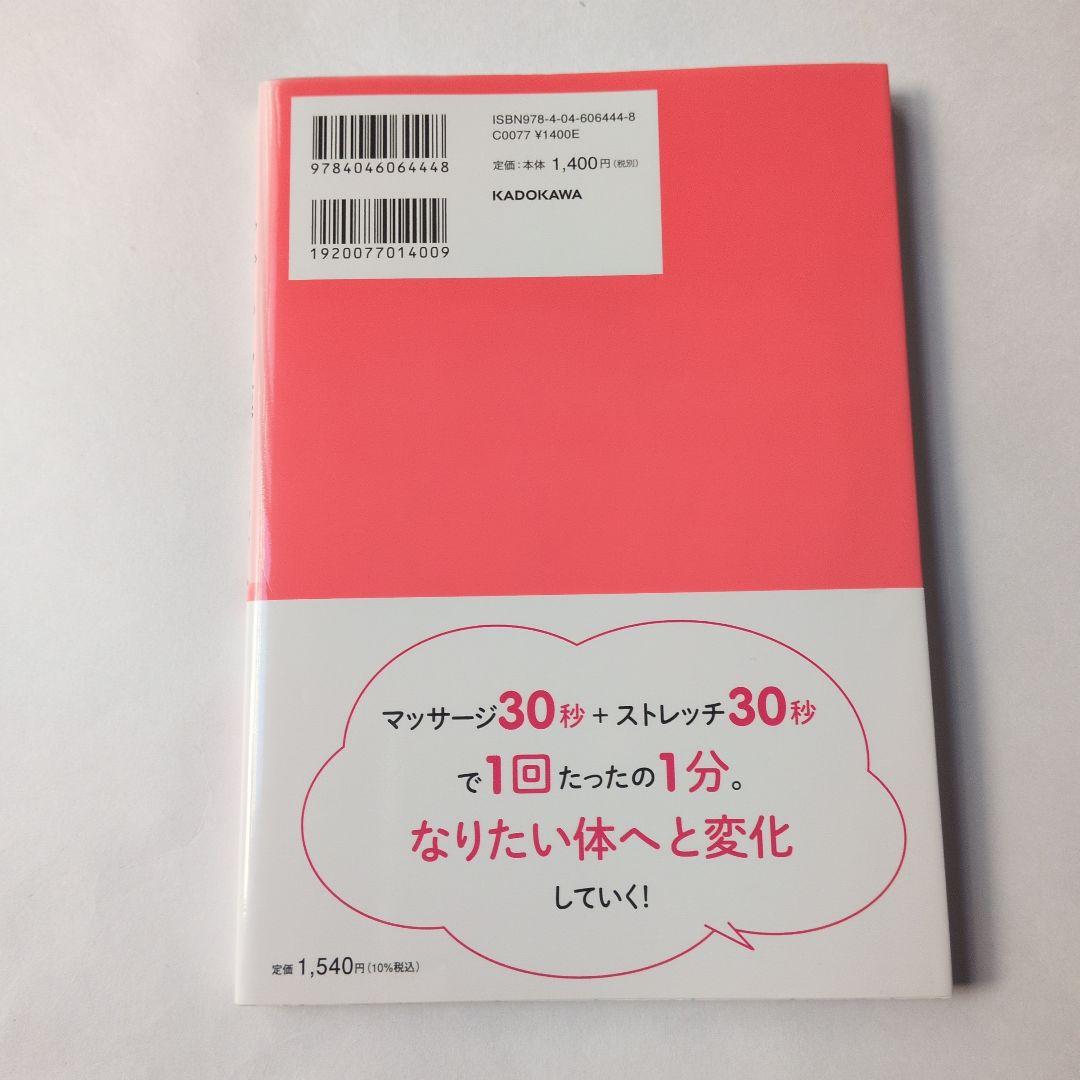 ISBN978-4-04-606444-8
C0077 ¥1400E
定価:本体 1,400円(税別)
KADOKAWA
9784046064448
1920077014009
マッサージ30秒+ストレッチ30秒
で1回たったの1分。
なりたい体へと変化
していく!
定価1,540円(10%税込)